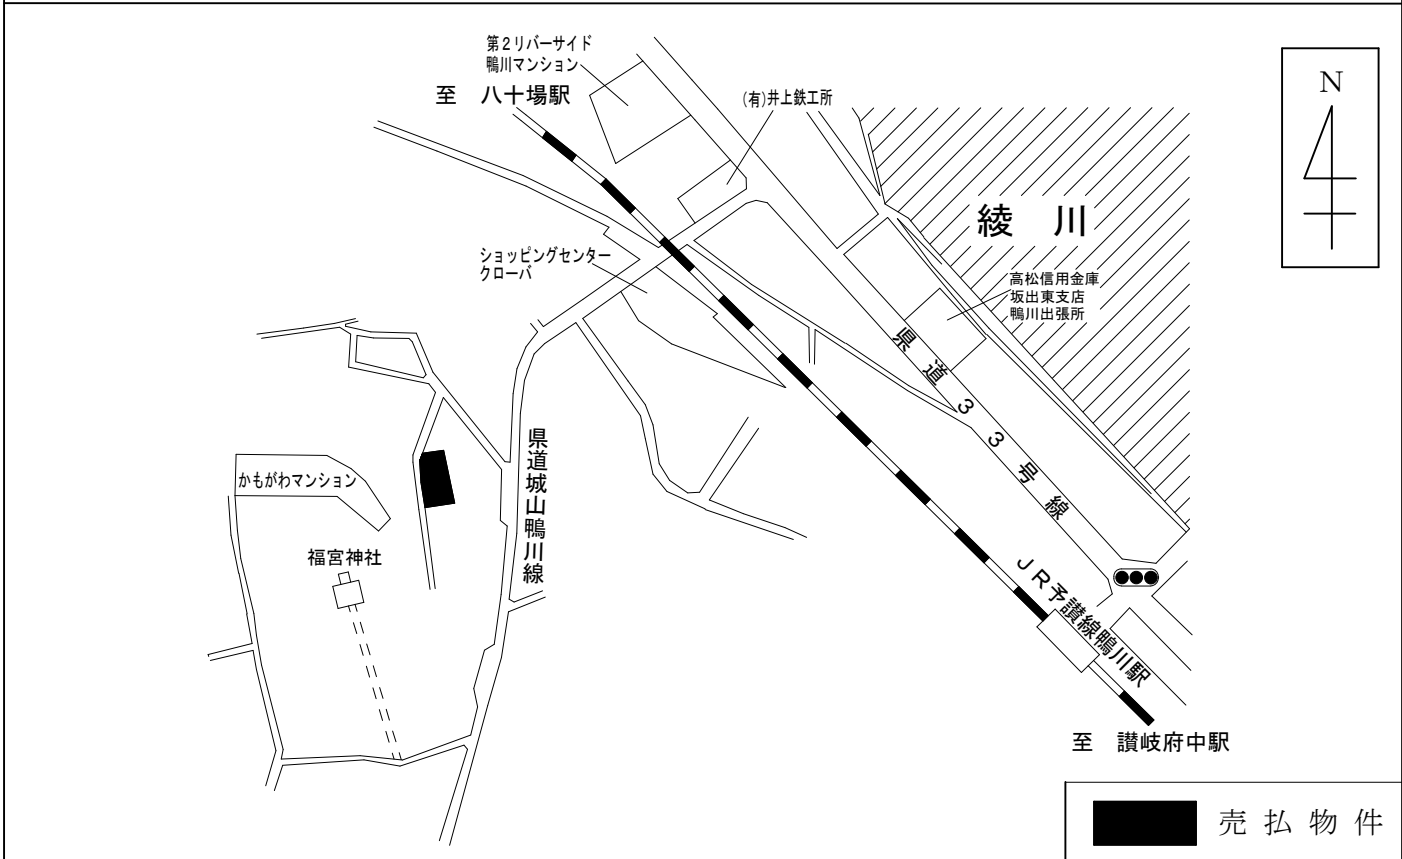 第２リバーサイド
鴨川マンション
至　八十場駅
(有)井上鉄工所
N
綾　川
ショッピングセンター
クローバ
高松信用金庫
坂出東支店
鴨川出張所
県道３３号線
県道城山鴨川線
かもがわマンション
福宮神社
ＪＲ予讃線鴨川駅
至　讃岐府中駅
売払物件